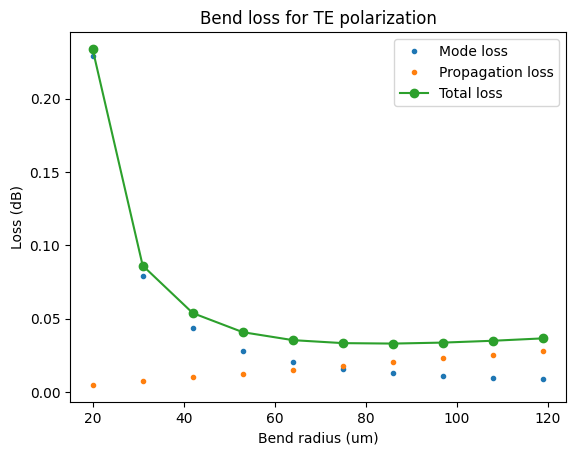 Bend loss for TE polarization
Mode loss
Propagation loss
Total loss
Loss (dB)
0.20
0.15
0.10
0.05
0.00
20 40 60 80 100 120
Bend radius (um)